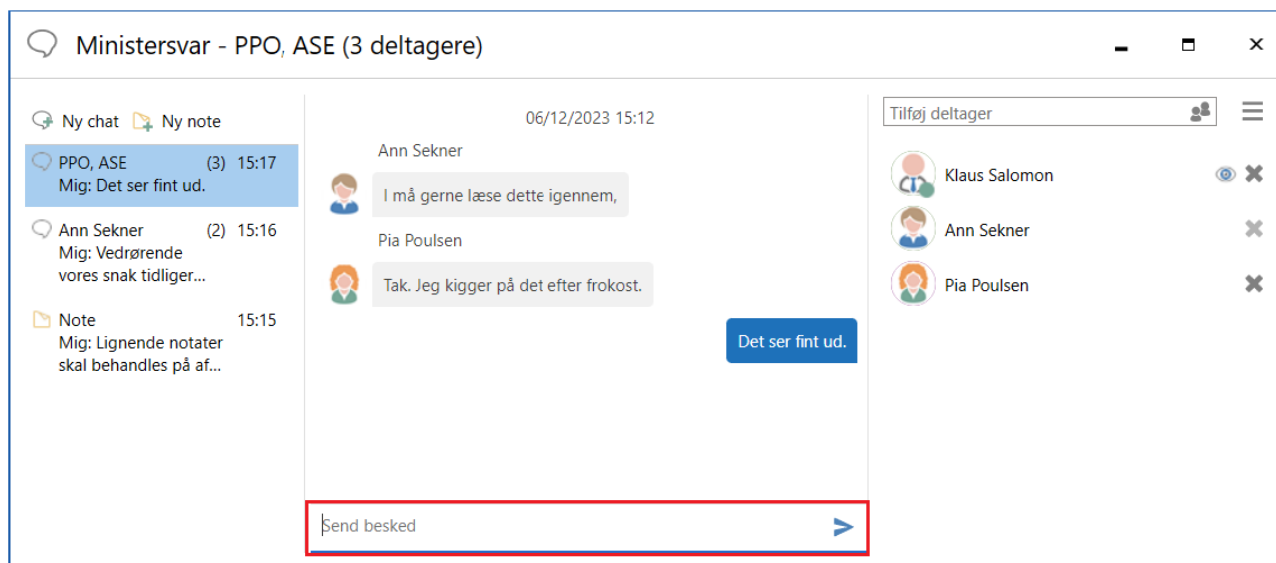 Ministersvar - PPO, ASE (3 deltagere)
Ny chat Ny note
PPO, ASE (3) 15:17
Mig: Det ser fint ud.
Ann Sekner (2) 15:16
Mig: Vedrørende
vores snak tidliger...
Note 15:15
Mig: Lignende notater
skal behandles på af...
06/12/2023 15:12
Ann Sekner
I må gerne læse dette igennem,
Pia Poulsen
Tak. Jeg kigger på det efter frokost.
Det ser fint ud.
Send besked
Tilføj deltager
Klaus Salomon
Ann Sekner
Pia Poulsen